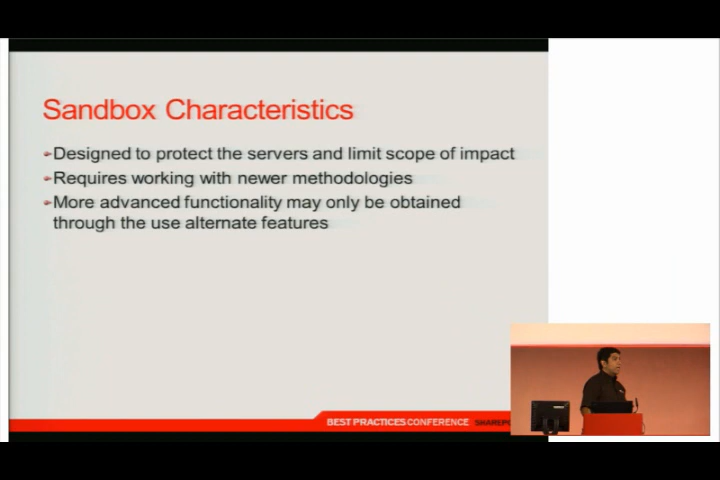 Sandbox Characteristics
Designed to protect the servers and limit scope of impact
Requires working with newer methodologies
More advanced functionality may only be obtained
through the use alternate features
BEST PRACTICES CONFERENCE